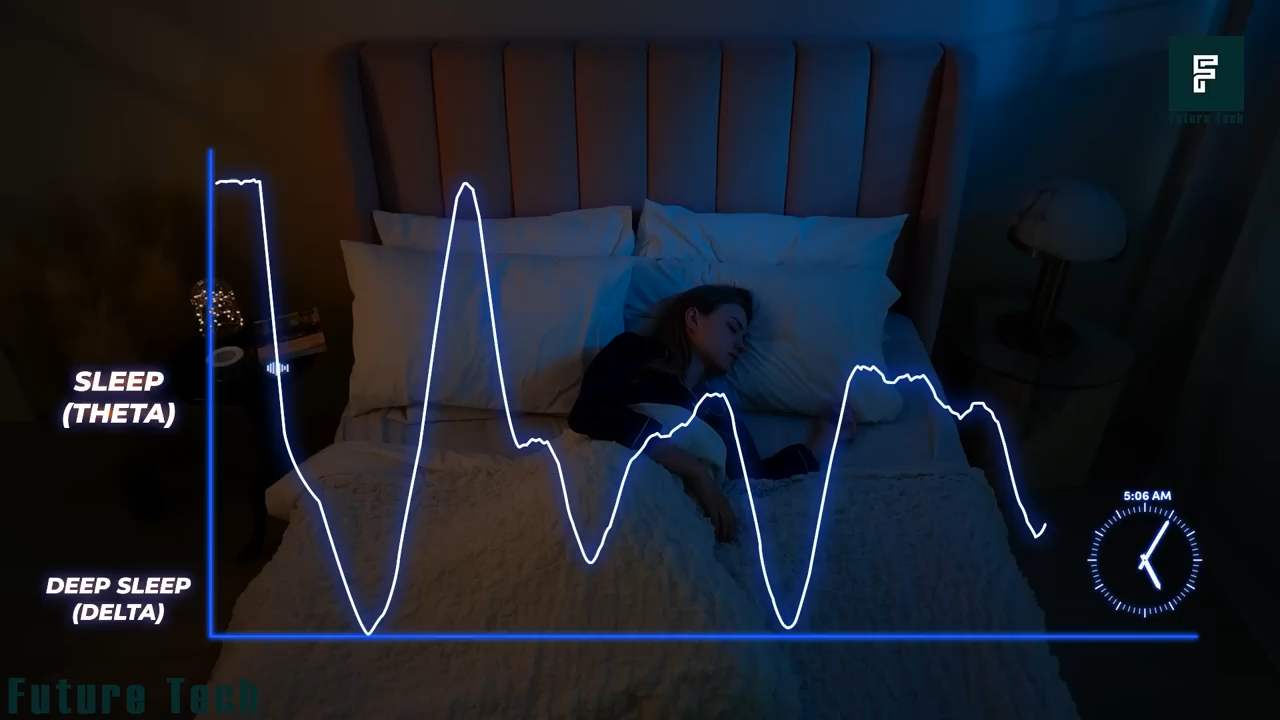 Future Tech
SLEEP
(THETA)
5:06 AM
DEEP SLEEP
(DELTA)
Future Tech